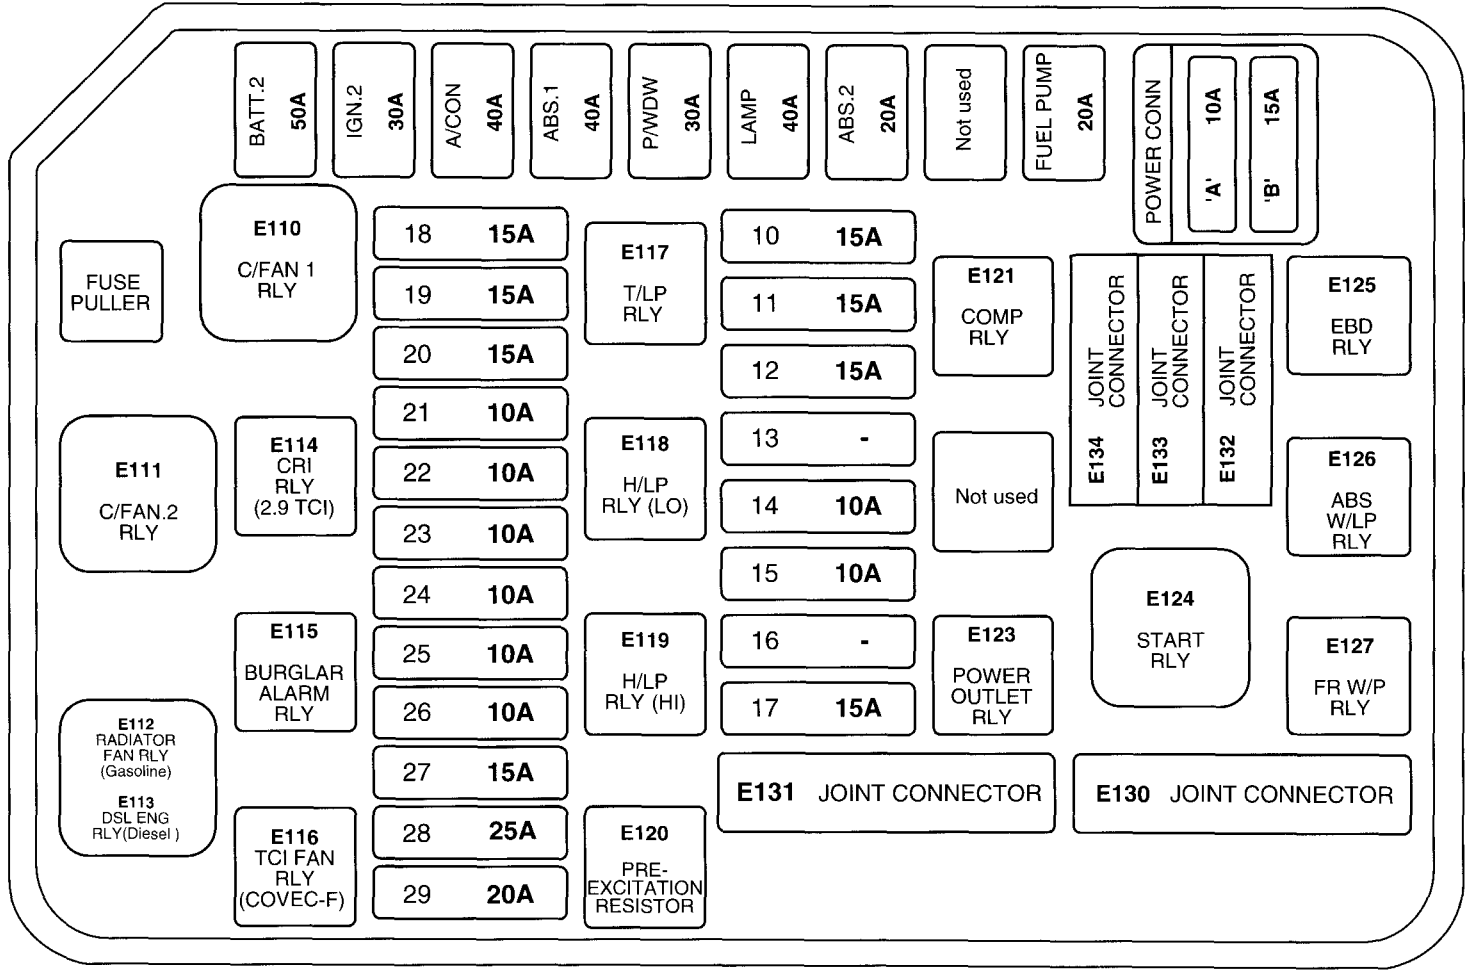 BATT.2
50A
IGN.2
30A
A/CON
40A
ABS.1
40A
P/WDW
30A
LAMP
40A
ABS.2
20A
Not used
FUEL PUMP
20A
POWER CONN
'A' 10A
'B' 15A
FUSE
PULLER
E110
C/FAN 1
RLY
E111
C/FAN.2
RLY
E112
RADIATOR
FAN RLY
(Gasoline)
E113
DSL ENG
RLY(Diesel )
E114
CRI
RLY
(2.9 TCI)
E115
BURGLAR
ALARM
RLY
E116
TCI FAN
RLY
(COVEC-F)
18 15A
19 15A
20 15A
21 10A
22 10A
23 10A
24 10A
25 10A
26 10A
27 15A
28 25A
29 20A
E117
T/LP
RLY
E118
H/LP
RLY (LO)
E119
H/LP
RLY (HI)
E120
PRE-
EXCITATION
RESISTOR
10 15A
11 15A
12 15A
13 -
14 10A
15 10A
16 -
17 15A
E121
COMP
RLY
Not used
E123
POWER
OUTLET
RLY
E134 JOINT
CONNECTOR
E133 JOINT
CONNECTOR
E132 JOINT
CONNECTOR
E124
START
RLY
E125
EBD
RLY
E126
ABS
W/LP
RLY
E127
FR W/P
RLY
E131 JOINT CONNECTOR
E130 JOINT CONNECTOR